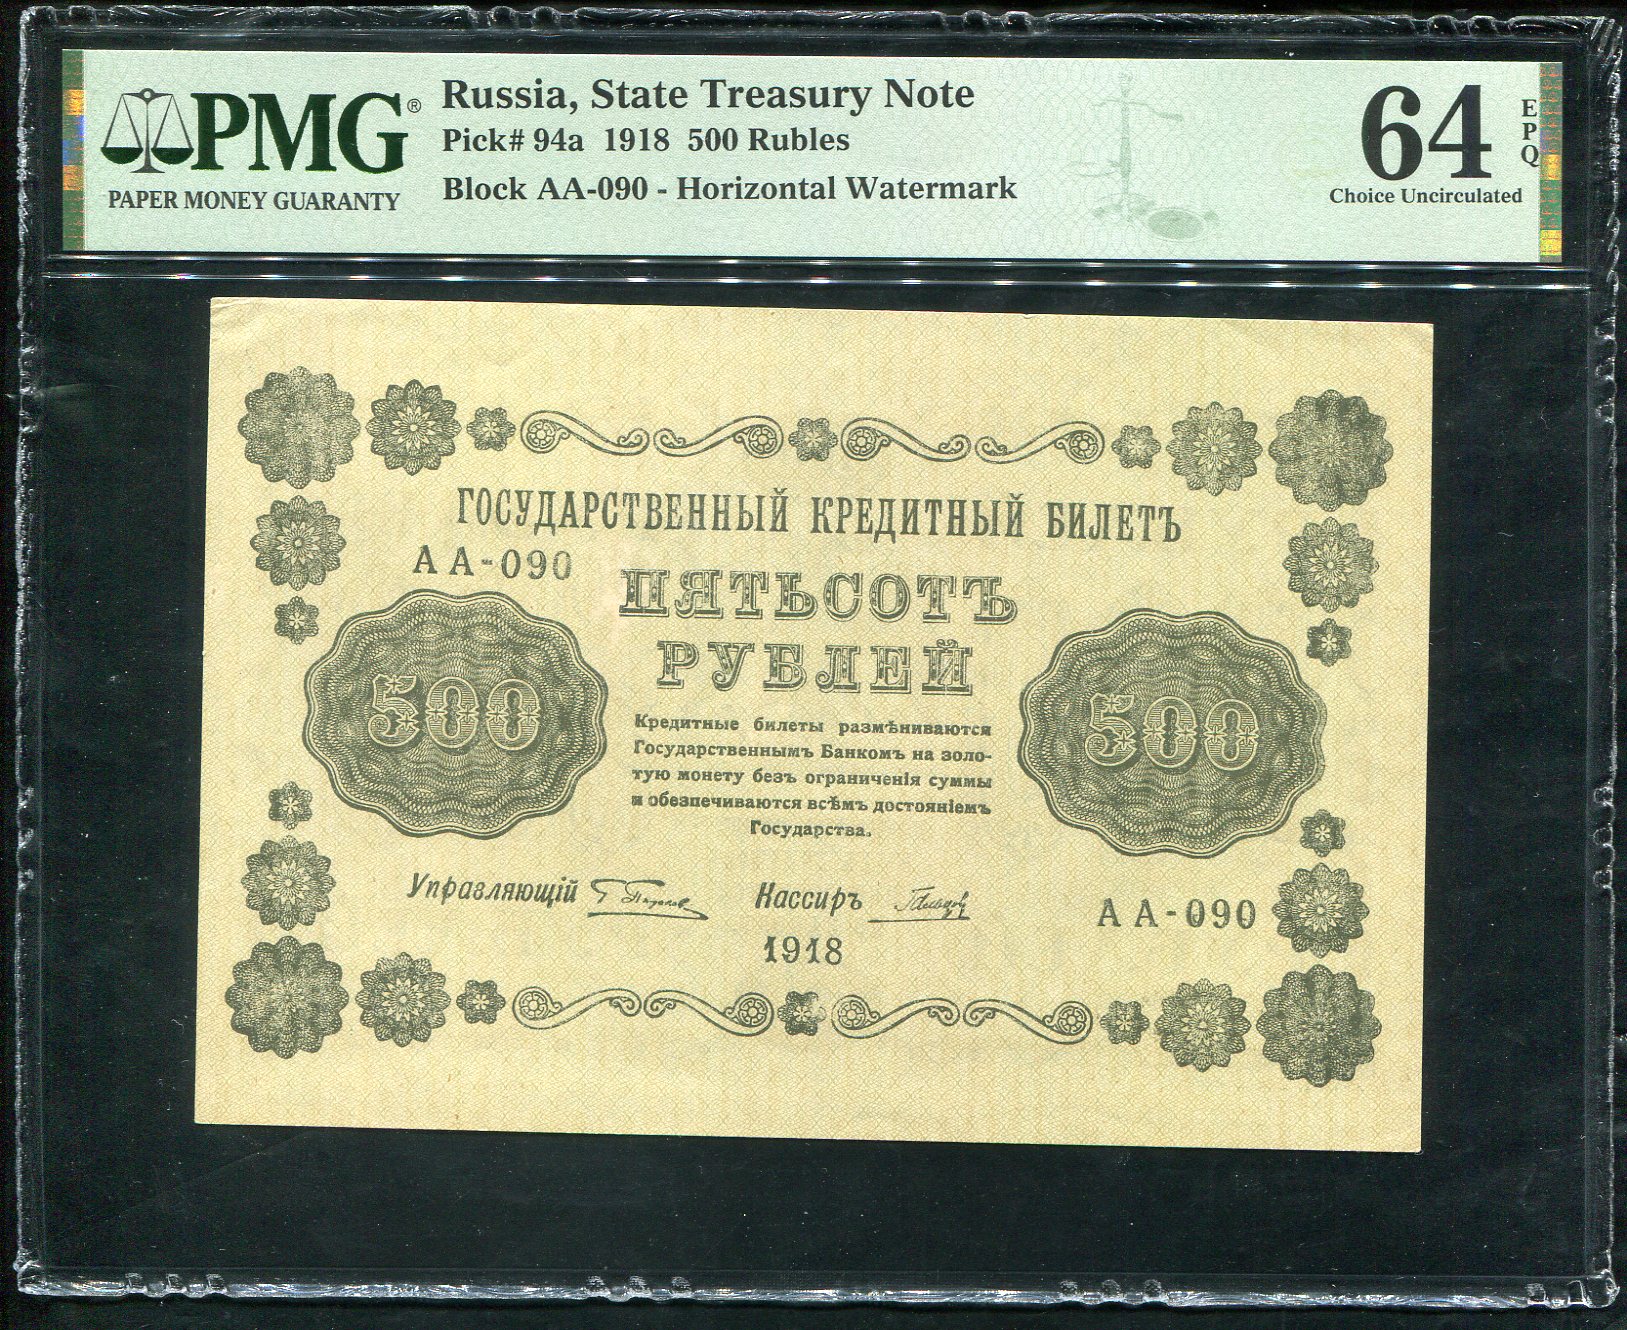 PMG®
PAPER MONEY GUARANTY
Russia, State Treasury Note
Pick# 94a 1918 500 Rubles
Block AA-090 - Horizontal Watermark
64
EPQ
Choice Uncirculated
ГОСУДАРСТВЕННЫЙ КРЕДИТНЫЙ БИЛЕТЪ
АА-090
ПЯТЬСОТЪ
РУБЛЕЙ
500
500
Кредитные билеты размѣниваются
Государственнымъ Банкомъ на золо-
тую монету безъ ограниченія суммы
и обезпечиваются всѣмъ достояніемъ
Государства.
Управляющій
Кассиръ
АА-090
1918